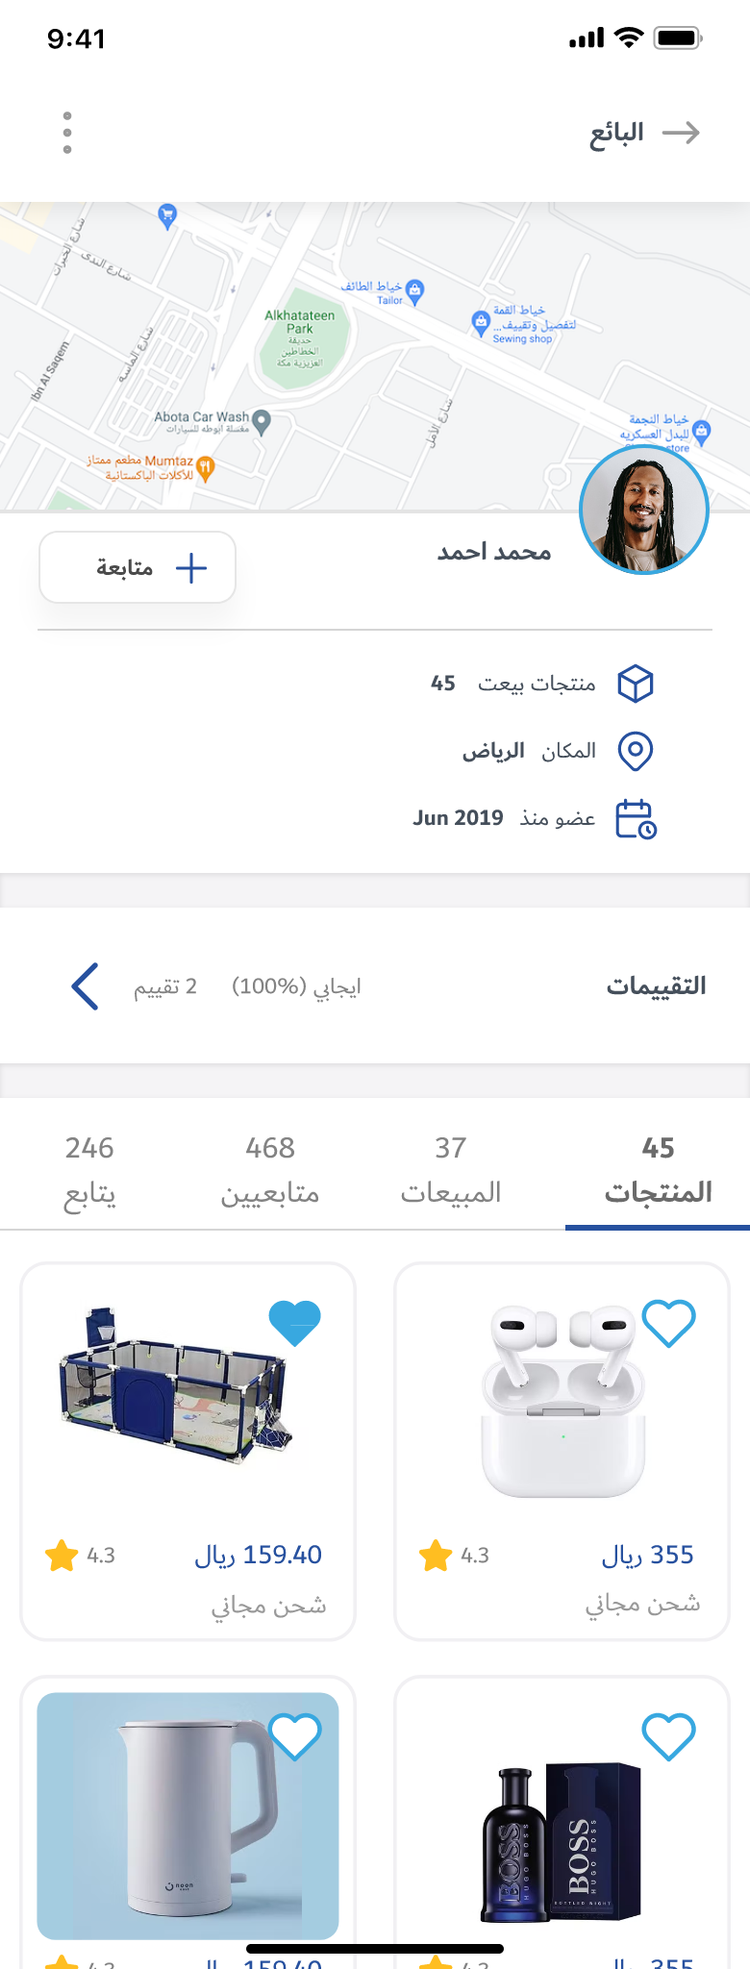 9:41
البائع
شارع الخيرات
شارع الندى
خياط الطائف
Tailor
خياط القمة
لتفصيل وتقييف...
Sewing shop
Alkhatateen
Park
حديقة
الخطاطين
العزيزية مكة
شارع الماسة
Ibn Al Saqem
شارع الأمل
Abota Car Wash
مغسلة أبوطه للسيارات
خياط النجمة
للبدل العسكريه
store
Mumtaz مطعم ممتاز
للأكلات الباكستانية
محمد احمد
متابعة
منتجات بيعت 45
المكان الرياض
عضو منذ Jun 2019
التقييمات
ايجابي (100%) 2 تقييم
45 37 468 246
المنتجات المبيعات متابعيين يتابع
355 ريال 4.3
شحن مجاني
159.40 ريال 4.3
شحن مجاني
BOSS
HUGO BOSS
BOSS
HUGO BOSS
BOTTLED NIGHT
noon
355 ريال 4.3
159.40 ريال 4.3